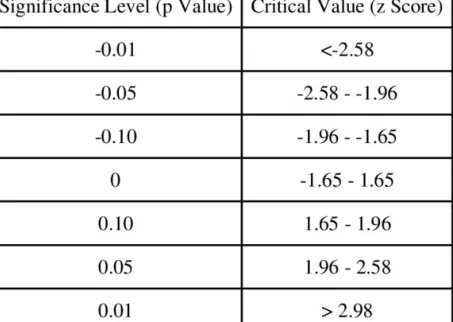 Significance Level (p Value) Critical Value (z Score)
-0.01 <-2.58
-0.05 -2.58 - -1.96
-0.10 -1.96 - -1.65
0 -1.65 - 1.65
0.10 1.65 - 1.96
0.05 1.96 - 2.58
0.01 > 2.98